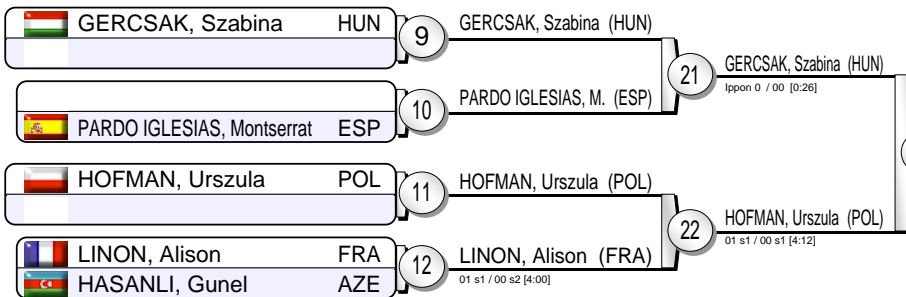 GERCSAK, Szabina HUN
9
GERCSAK, Szabina (HUN)
21
GERCSAK, Szabina (HUN)
Ippon 0 / 00 [0:26]
10
PARDO IGLESIAS, M. (ESP)
PARDO IGLESIAS, Montserrat ESP
HOFMAN, Urszula POL
11
HOFMAN, Urszula (POL)
22
HOFMAN, Urszula (POL)
01 s1 / 00 s1 [4:12]
LINON, Alison FRA
12
LINON, Alison (FRA)
01 s1 / 00 s2 [4:00]
HASANLI, Gunel AZE